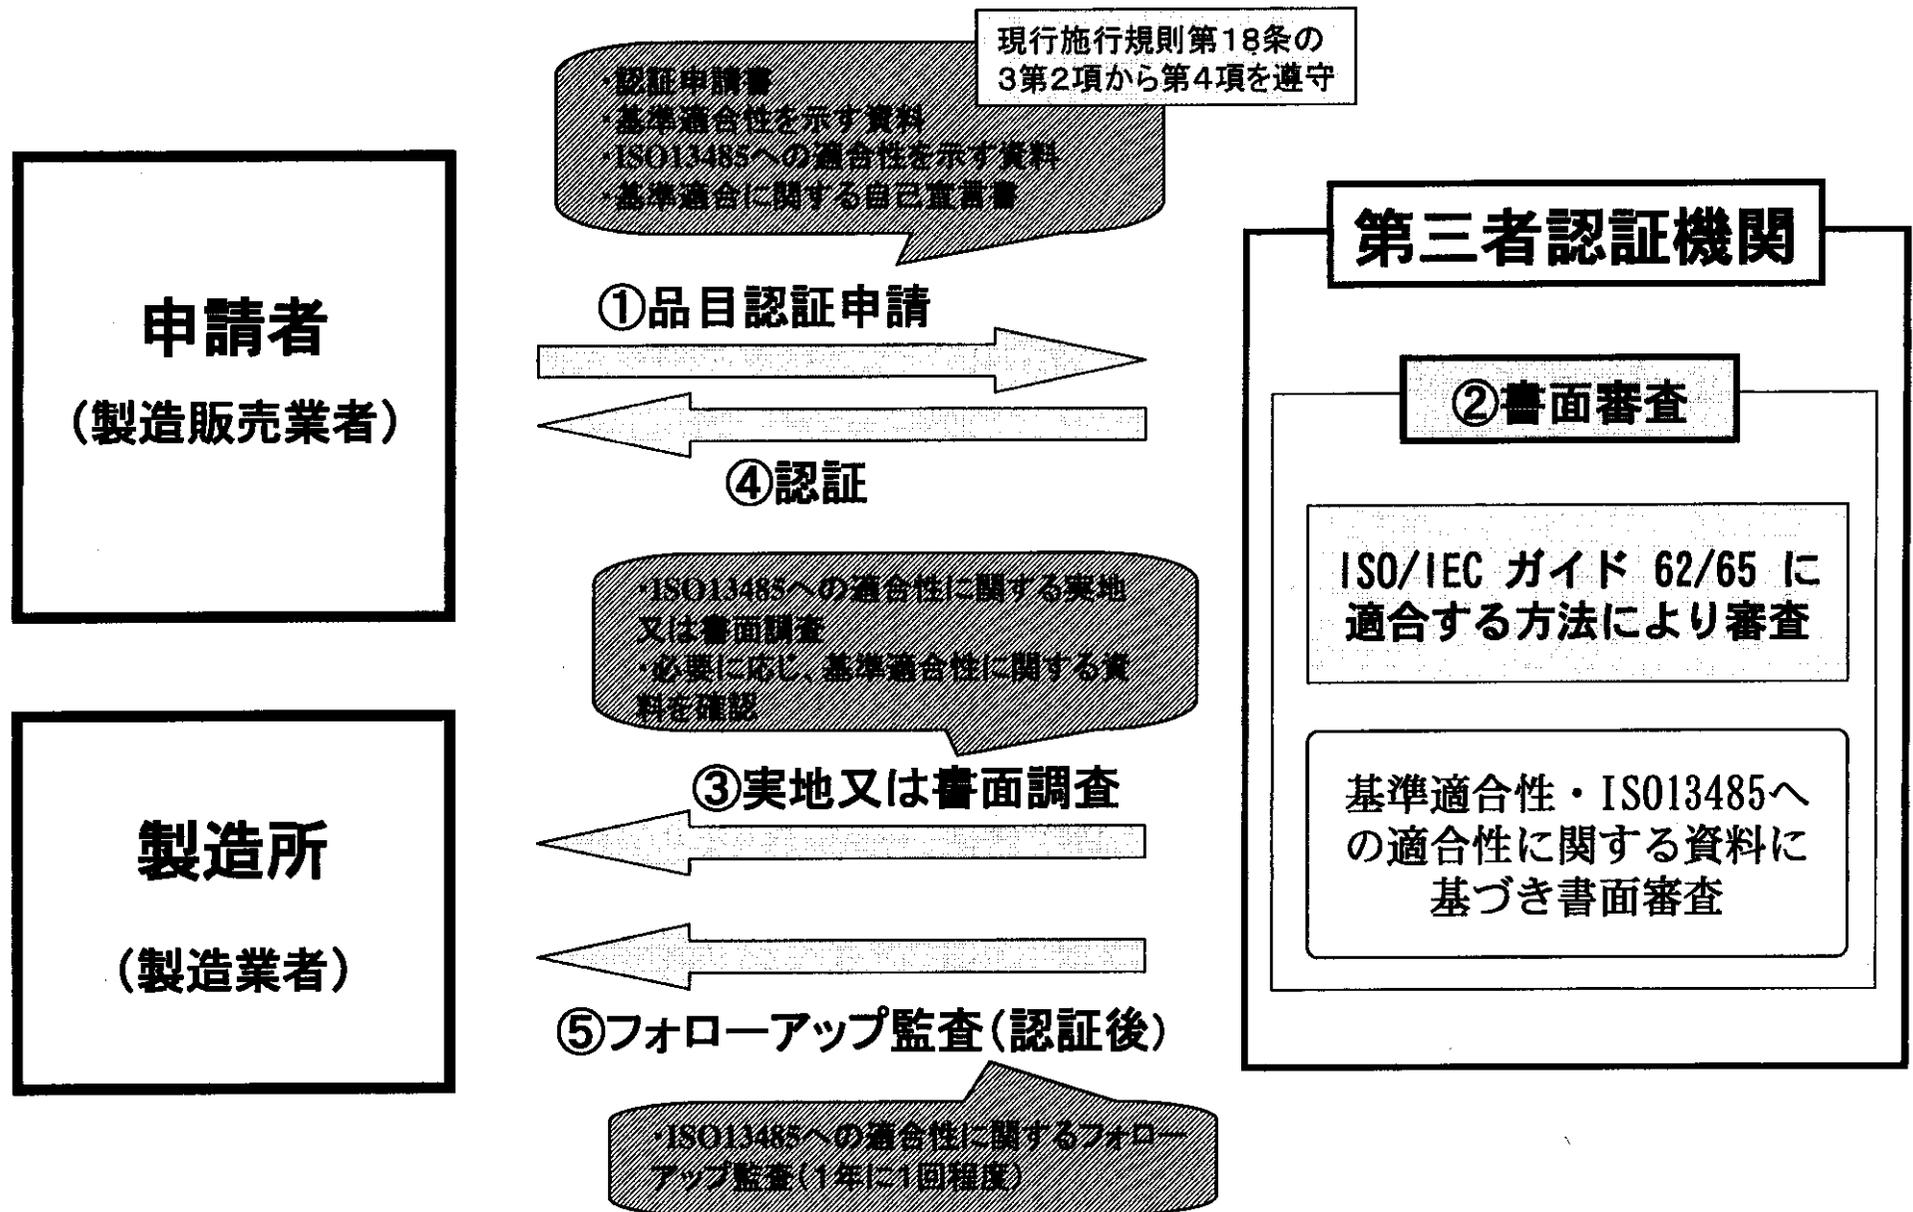 現行施行規則第18条の
3第2項から第4項を遵守
・認証申請書
・基準適合性を示す資料
・ISO13485への適合性を示す資料
・基準適合に関する自己宣言書
申請者
(製造販売業者)
①品目認証申請
④認証
第三者認証機関
②書面審査
ISO/IEC ガイド 62/65 に
適合する方法により審査
基準適合性・ISO13485へ
の適合性に関する資料に
基づき書面審査
・ISO13485への適合性に関する実地
又は書面調査
・必要に応じ、基準適合性に関する資
料を確認
③実地又は書面調査
製造所
(製造業者)
⑤フォローアップ監査(認証後)
・ISO13485への適合性に関するフォロー
アップ監査(1年に1回程度)